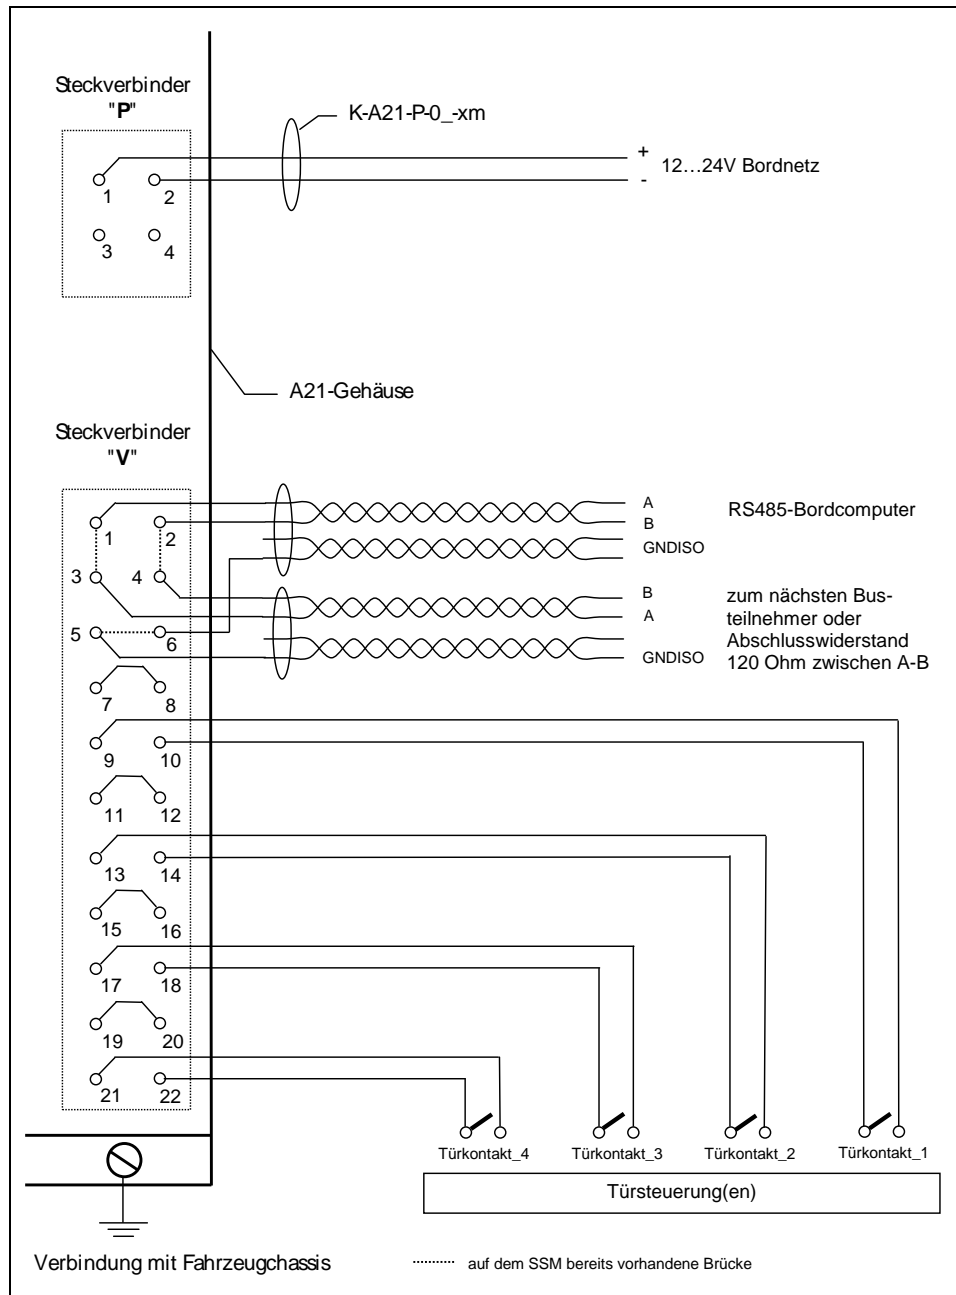 Steckverbinder
"P"
K-A21-P-0_-xm
+
12…24V Bordnetz
-
1
2
3
4
A21-Gehäuse
Steckverbinder
"V"
A
RS485-Bordcomputer
B
GNDISO
1
2
3
4
B
zum nächsten Bus-
A
teilnehmer oder
Abschlusswiderstand
GNDISO
120 Ohm zwischen A-B
5
6
7
8
9
10
11
12
13
14
15
16
17
18
19
20
21
22
Türkontakt_4
Türkontakt_3
Türkontakt_2
Türkontakt_1
Türsteuerung(en)
Verbindung mit Fahrzeugchassis
auf dem SSM bereits vorhandene Brücke